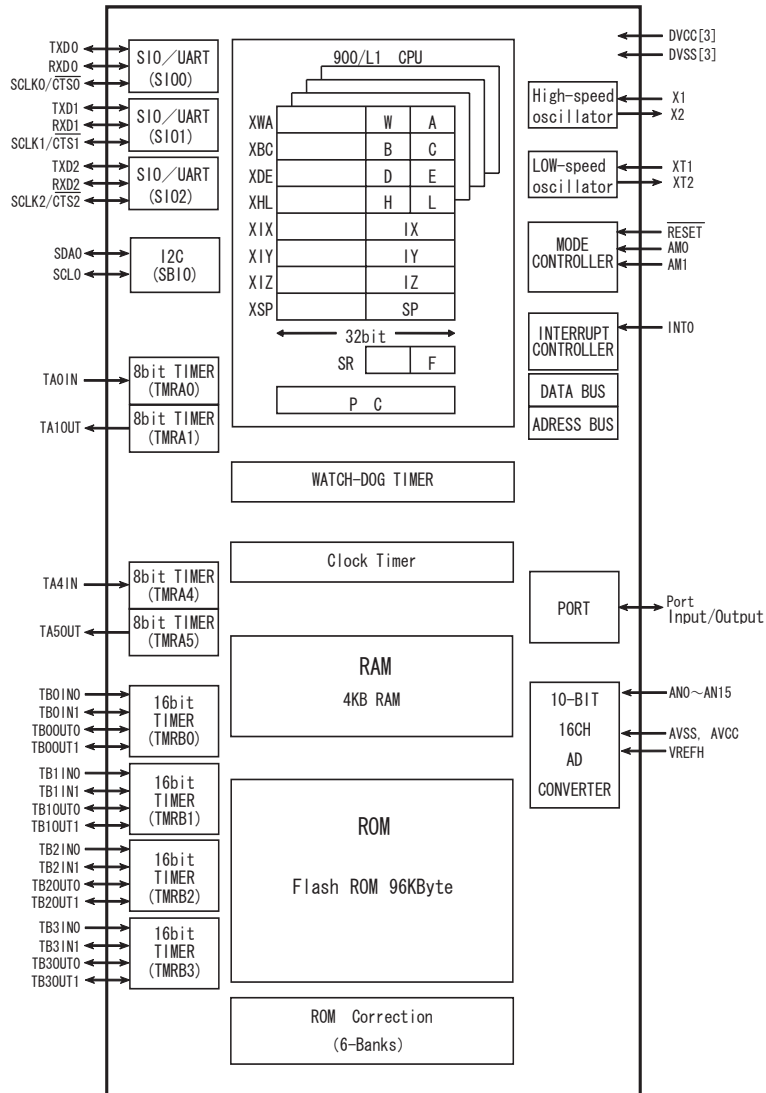 TXD0
RXD0
SCLK0/CTS0
SIO/UART
(SIO0)
TXD1
RXD1
SCLK1/CTS1
SIO/UART
(SIO1)
TXD2
RXD2
SCLK2/CTS2
SIO/UART
(SIO2)
SDA0
SCL0
I2C
(SBI0)
TA0IN
8bit TIMER
(TMRA0)
TA1OUT
8bit TIMER
(TMRA1)
TA4IN
8bit TIMER
(TMRA4)
TA5OUT
8bit TIMER
(TMRA5)
TB0IN0
TB0IN1
TB0OUT0
TB0OUT1
16bit
TIMER
(TMRB0)
TB1IN0
TB1IN1
TB1OUT0
TB1OUT1
16bit
TIMER
(TMRB1)
TB2IN0
TB2IN1
TB2OUT0
TB2OUT1
16bit
TIMER
(TMRB2)
TB3IN0
TB3IN1
TB3OUT0
TB3OUT1
16bit
TIMER
(TMRB3)
900/L1 CPU
XWA W A
XBC B C
XDE D E
XHL H L
XIX IX
XIY IY
XIZ IZ
XSP SP
32bit
SR F
P C
WATCH-DOG TIMER
Clock Timer
RAM
4KB RAM
ROM
Flash ROM 96KByte
ROM Correction
(6-Banks)
DVCC[3]
DVSS[3]
High-speed
oscillator
X1
X2
LOW-speed
oscillator
XT1
XT2
MODE
CONTROLLER
RESET
AM0
AM1
INTERRUPT
CONTROLLER
INT0
DATA BUS
ADRESS BUS
PORT
Port
Input/Output
10-BIT
16CH
AD
CONVERTER
AN0～AN15
AVSS, AVCC
VREFH